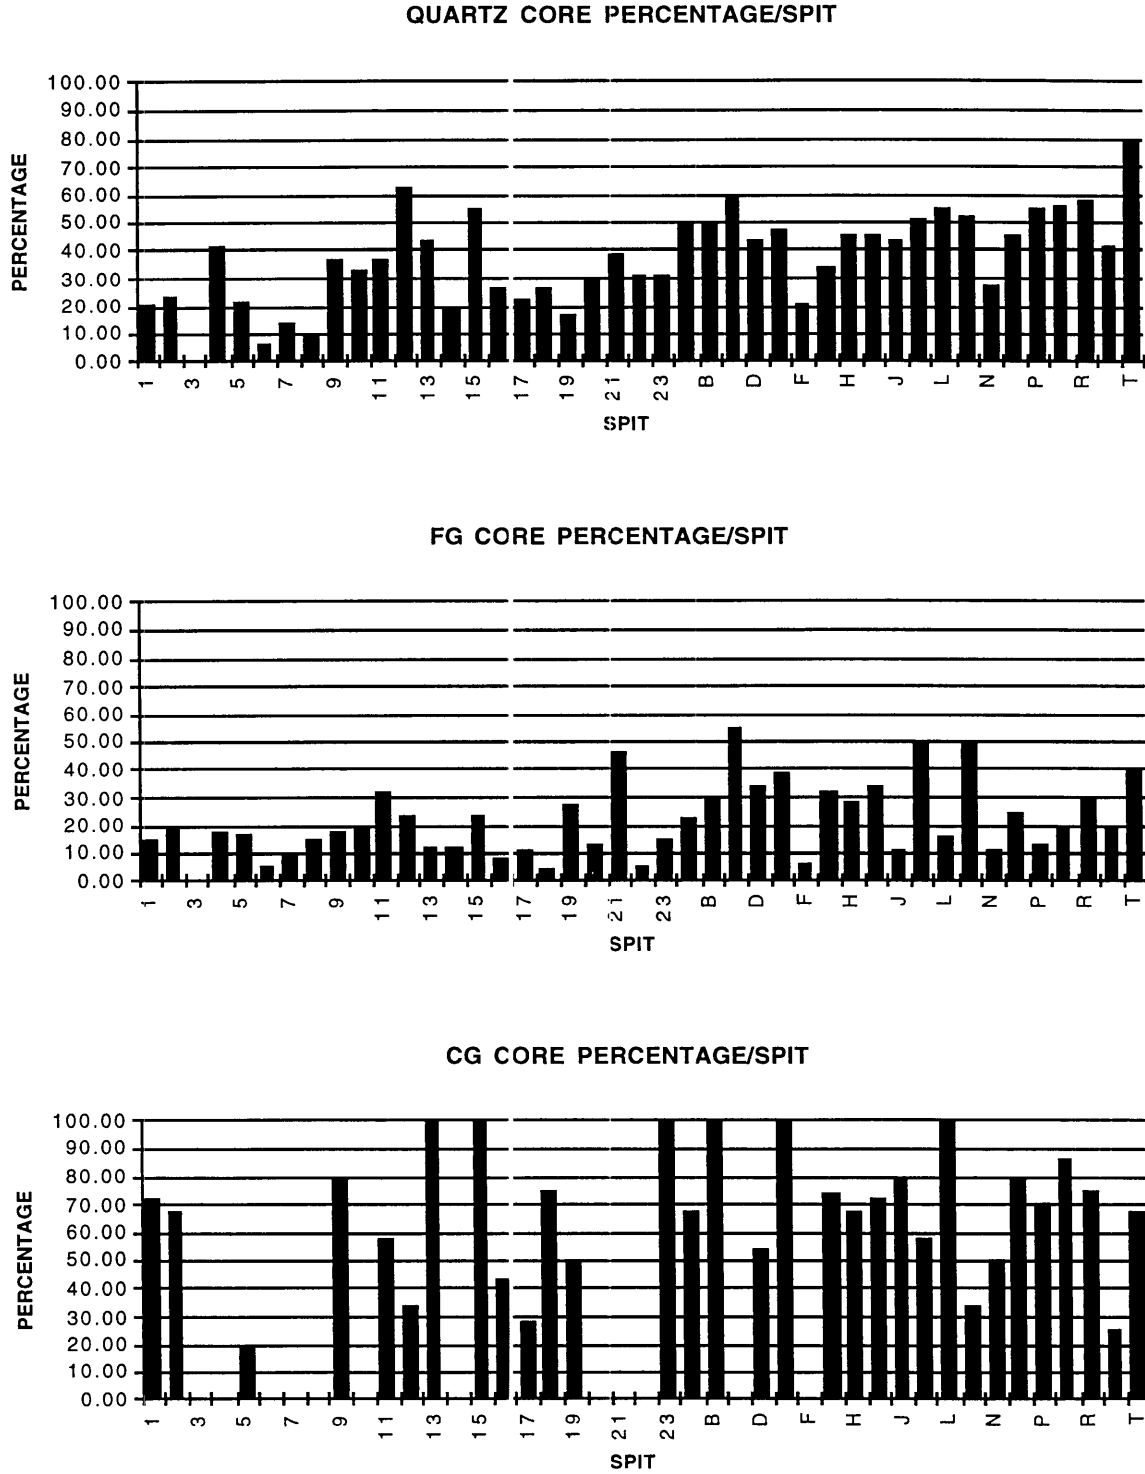 QUARTZ CORE PERCENTAGE/SPIT
PERCENTAGE
100.00
90.00
80.00
70.00
60.00
50.00
40.00
30.00
20.00
10.00
0.00
1 3 5 7 9 11 13 15 17 19 21 23 B D F H J L N P R T
SPIT
FG CORE PERCENTAGE/SPIT
PERCENTAGE
100.00
90.00
80.00
70.00
60.00
50.00
40.00
30.00
20.00
10.00
0.00
1 3 5 7 9 11 13 15 17 19 21 23 B D F H J L N P R T
SPIT
CG CORE PERCENTAGE/SPIT
PERCENTAGE
100.00
90.00
80.00
70.00
60.00
50.00
40.00
30.00
20.00
10.00
0.00
1 3 5 7 9 11 13 15 17 19 21 23 B D F H J L N P R T
SPIT